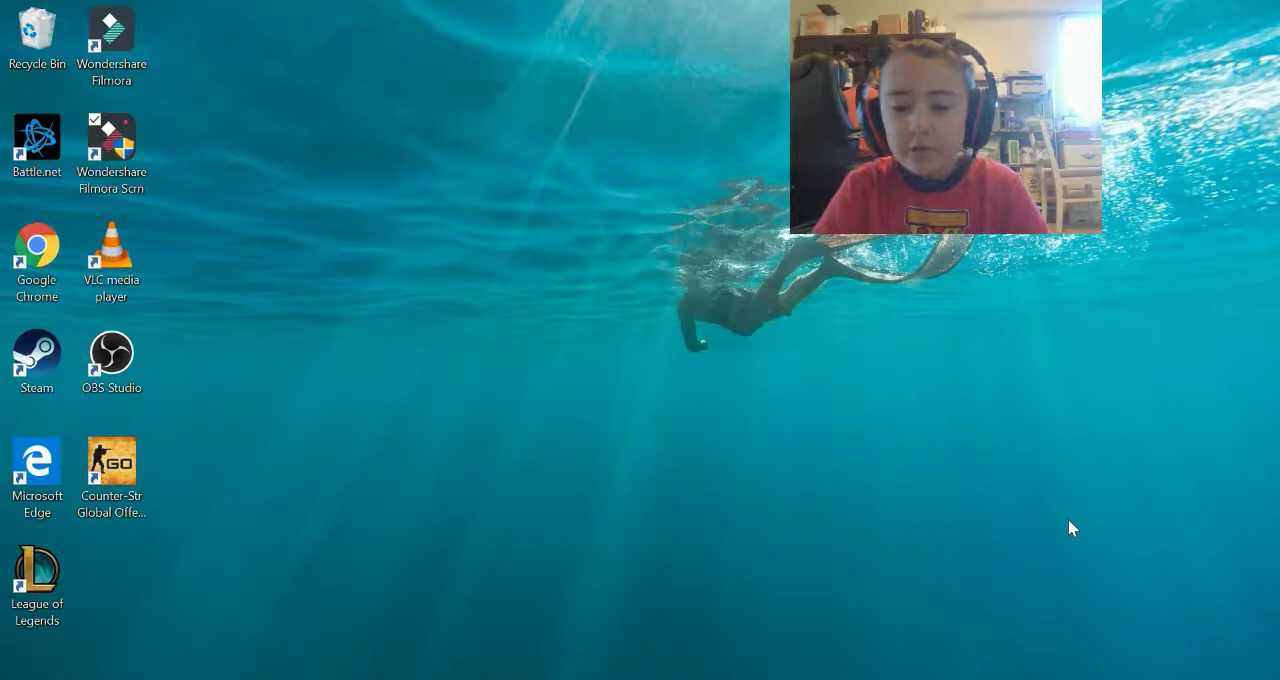 Recycle Bin
Wondershare
Filmora
Battle.net
Wondershare
Filmora Scrn
Google
Chrome
VLC media
player
Steam
OBS Studio
Microsoft
Edge
GO
Counter-Str
Global Offe...
League of
Legends